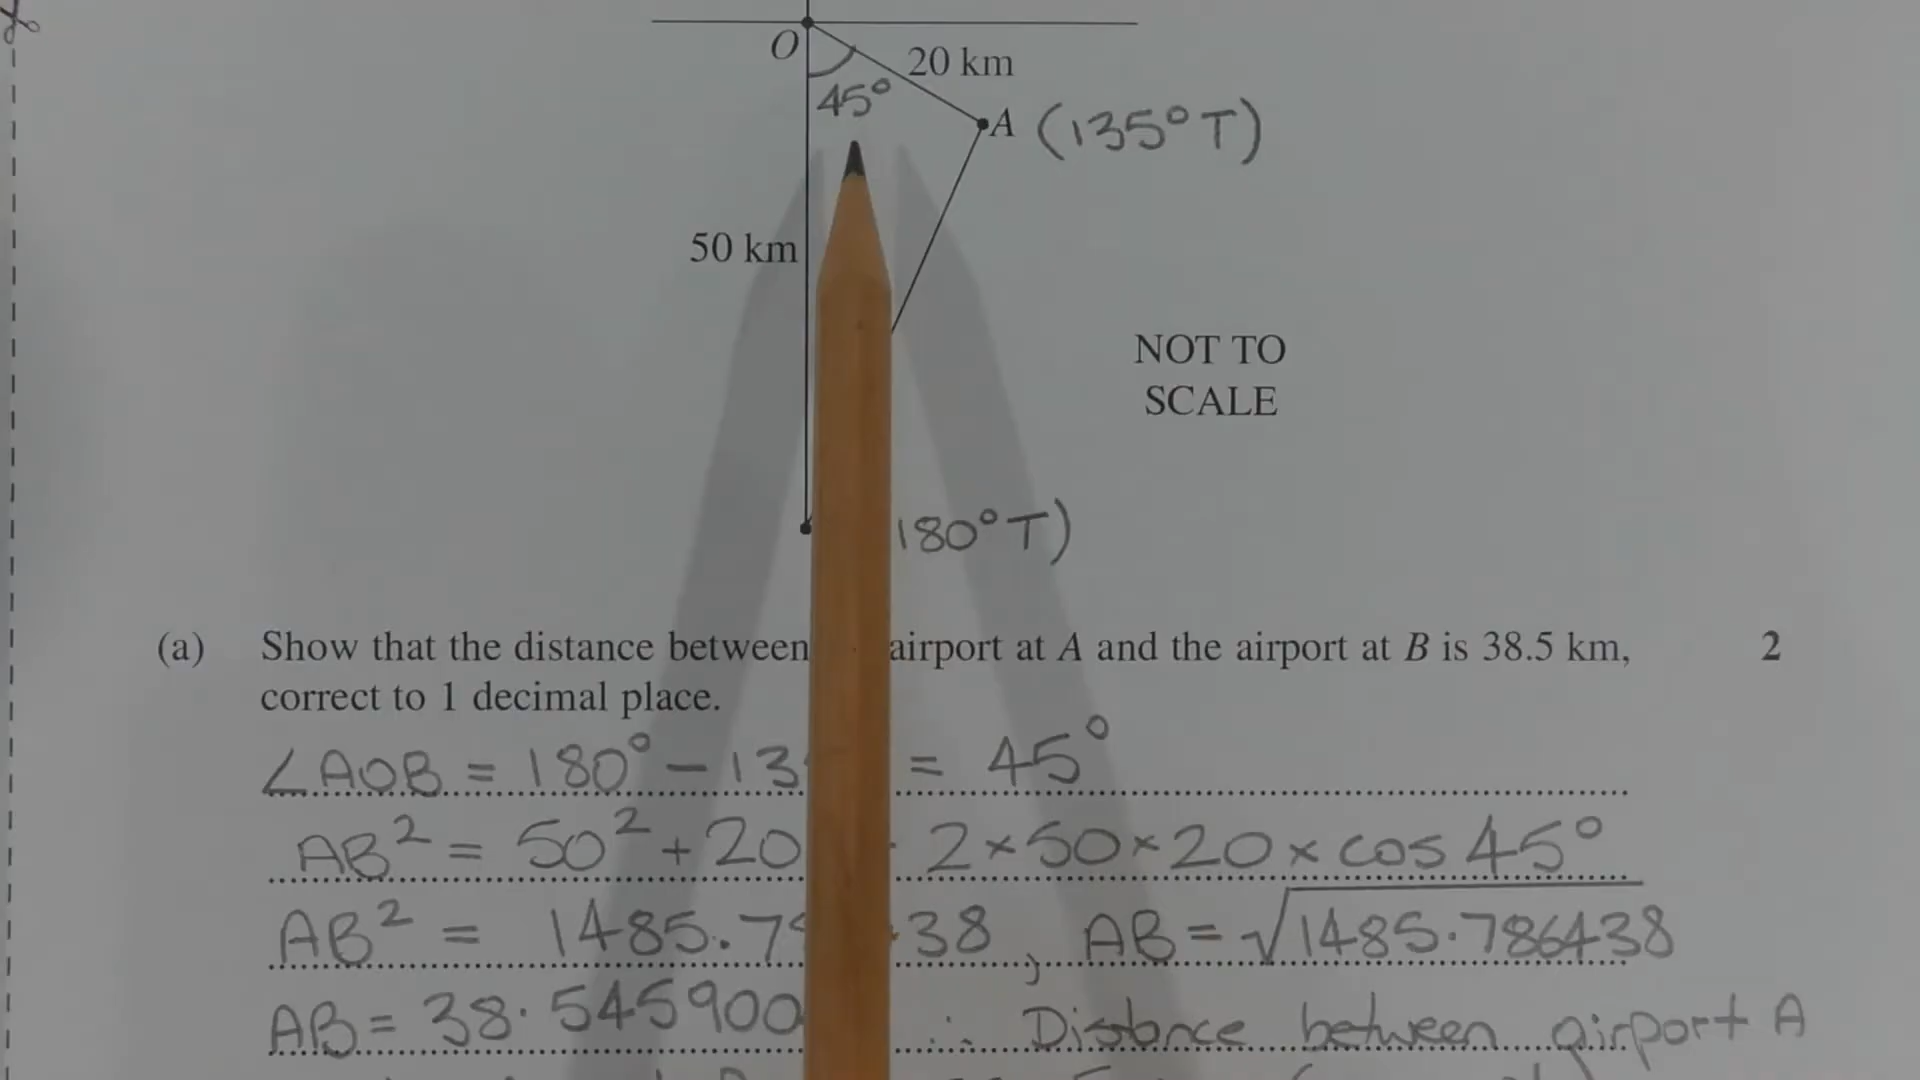 O
20 km
45°
A (135°T)
50 km
NOT TO
SCALE
180°T)
(a) Show that the distance between airport at A and the airport at B is 38.5 km, 2
correct to 1 decimal place.
∠AOB = 180° − 13 = 45°
AB² = 50² + 20 2×50×20×cos 45°
AB² = 1485.7 38, AB = √1485.786438
AB = 38.545900 ∴ Distance between airport A